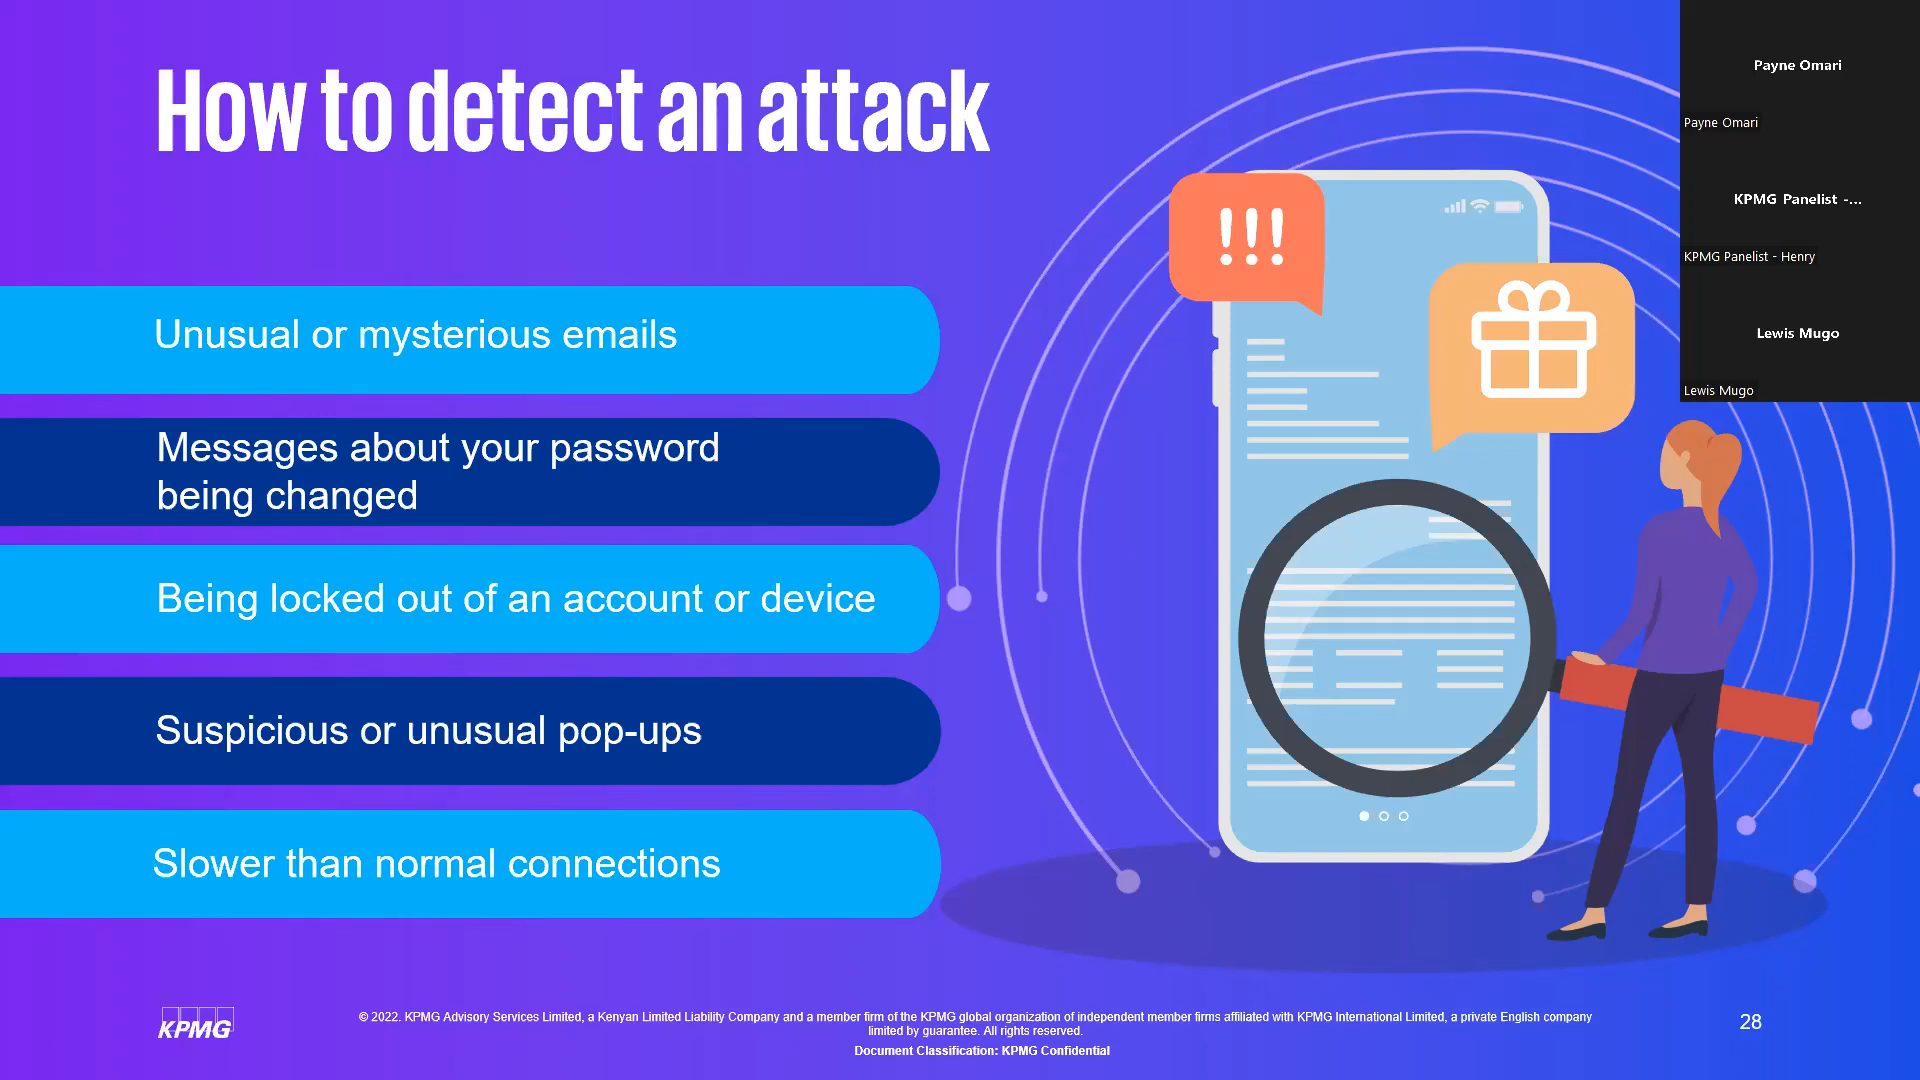 How to detect an attack
Unusual or mysterious emails
Messages about your password
being changed
Being locked out of an account or device
Suspicious or unusual pop-ups
Slower than normal connections
!!!
Payne Omari
Payne Omari
KPMG Panelist -...
KPMG Panelist - Henry
Lewis Mugo
Lewis Mugo
KPMG
© 2022. KPMG Advisory Services Limited, a Kenyan Limited Liability Company and a member firm of the KPMG global organization of independent member firms affiliated with KPMG International Limited, a private English company
limited by guarantee. All rights reserved.
Document Classification: KPMG Confidential
28